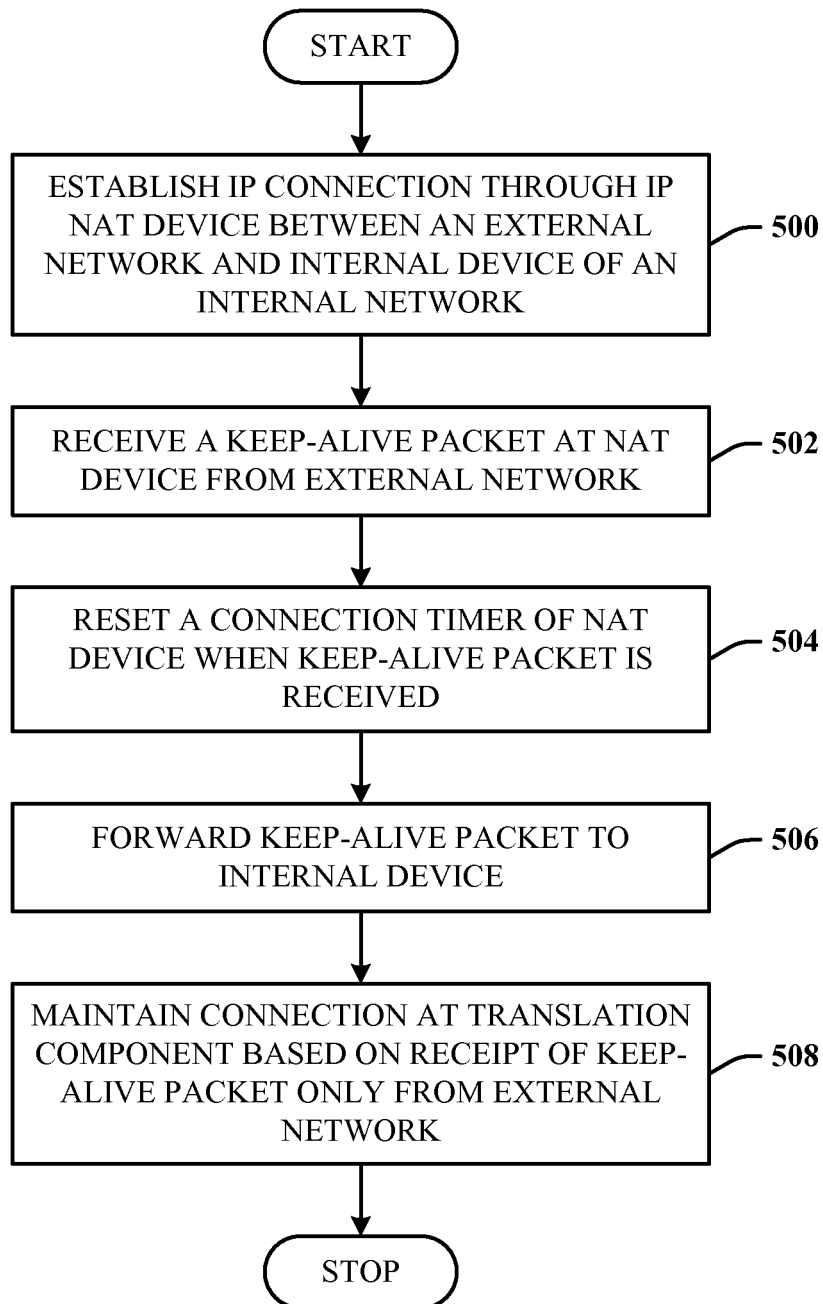 START
ESTABLISH IP CONNECTION THROUGH IP
NAT DEVICE BETWEEN AN EXTERNAL
NETWORK AND INTERNAL DEVICE OF AN
INTERNAL NETWORK
500
RECEIVE A KEEP-ALIVE PACKET AT NAT
DEVICE FROM EXTERNAL NETWORK
502
RESET A CONNECTION TIMER OF NAT
DEVICE WHEN KEEP-ALIVE PACKET IS
RECEIVED
504
FORWARD KEEP-ALIVE PACKET TO
INTERNAL DEVICE
506
MAINTAIN CONNECTION AT TRANSLATION
COMPONENT BASED ON RECEIPT OF KEEP-
ALIVE PACKET ONLY FROM EXTERNAL
NETWORK
508
STOP